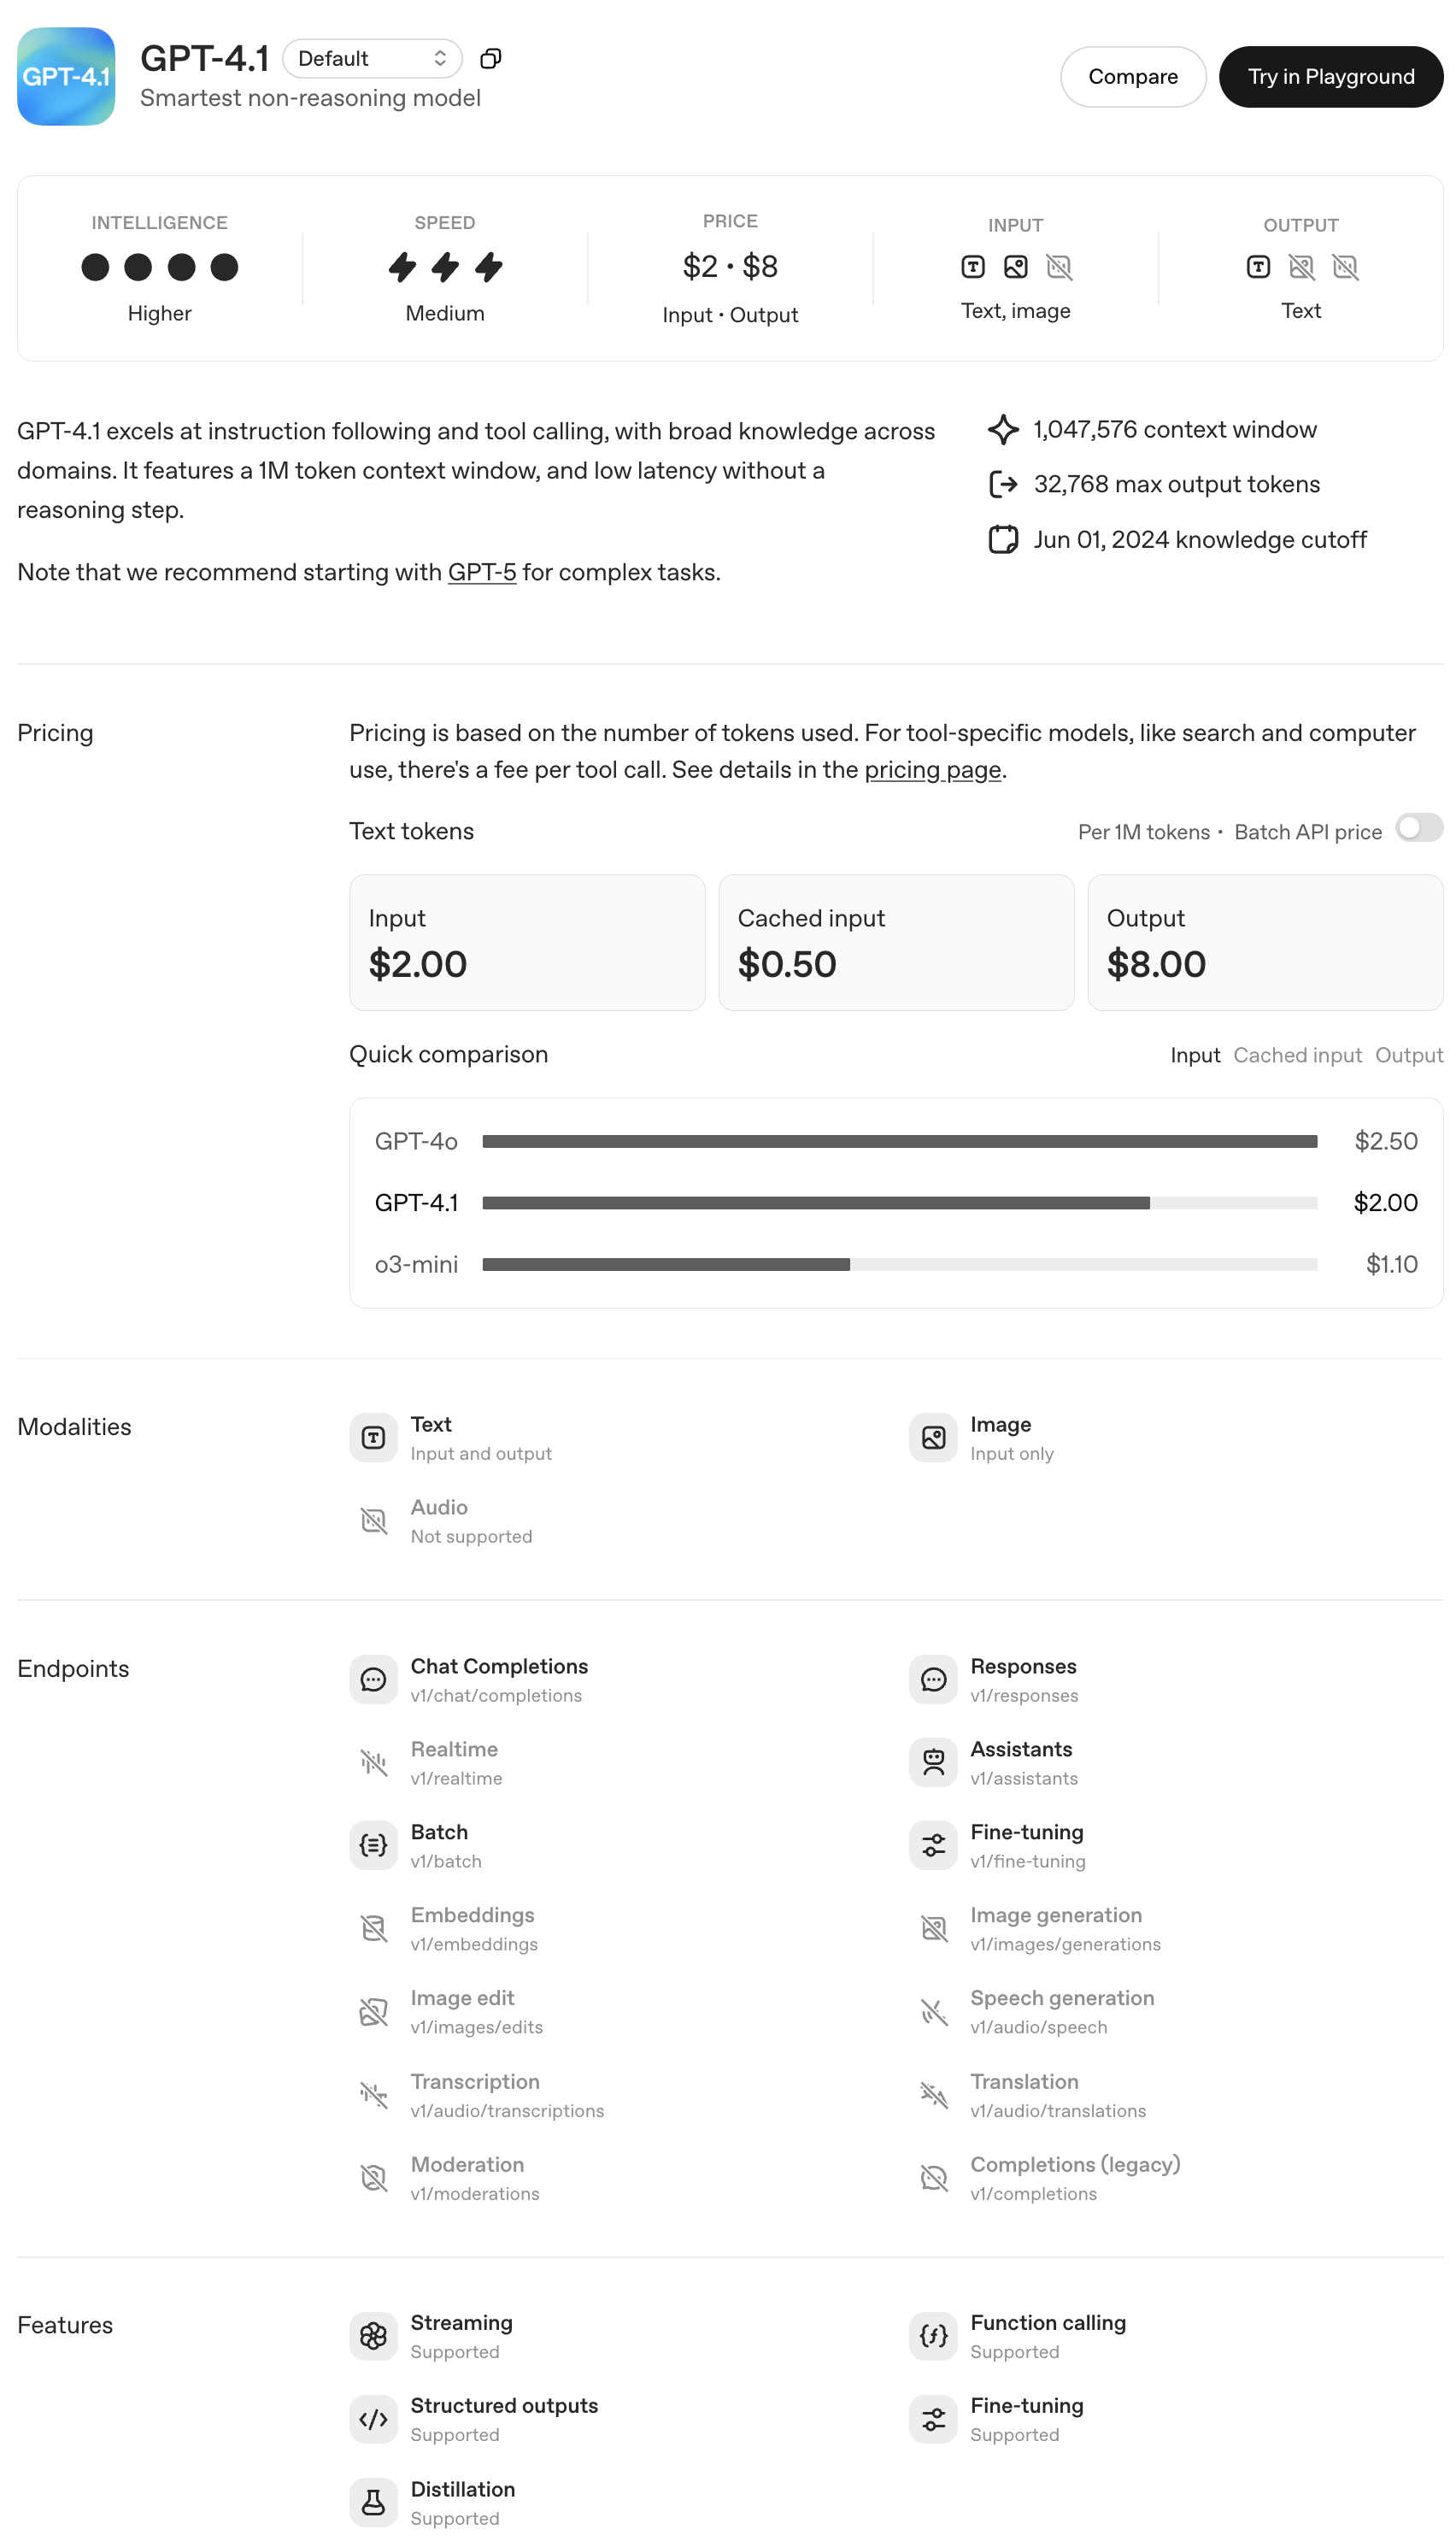 GPT-4.1
GPT-4.1
Default
Smartest non-reasoning model
Compare
Try in Playground
INTELLIGENCE
Higher
SPEED
Medium
PRICE
$2 • $8
Input • Output
INPUT
Text, image
OUTPUT
Text
GPT-4.1 excels at instruction following and tool calling, with broad knowledge across
domains. It features a 1M token context window, and low latency without a
reasoning step.
Note that we recommend starting with GPT-5 for complex tasks.
1,047,576 context window
32,768 max output tokens
Jun 01, 2024 knowledge cutoff
Pricing
Pricing is based on the number of tokens used. For tool-specific models, like search and computer
use, there's a fee per tool call. See details in the pricing page.
Text tokens
Per 1M tokens • Batch API price
Input
$2.00
Cached input
$0.50
Output
$8.00
Quick comparison
Input Cached input Output
GPT-4o $2.50
GPT-4.1 $2.00
o3-mini $1.10
Modalities
Text
Input and output
Image
Input only
Audio
Not supported
Endpoints
Chat Completions
v1/chat/completions
Responses
v1/responses
Realtime
v1/realtime
Assistants
v1/assistants
Batch
v1/batch
Fine-tuning
v1/fine-tuning
Embeddings
v1/embeddings
Image generation
v1/images/generations
Image edit
v1/images/edits
Speech generation
v1/audio/speech
Transcription
v1/audio/transcriptions
Translation
v1/audio/translations
Moderation
v1/moderations
Completions (legacy)
v1/completions
Features
Streaming
Supported
Function calling
Supported
Structured outputs
Supported
Fine-tuning
Supported
Distillation
Supported